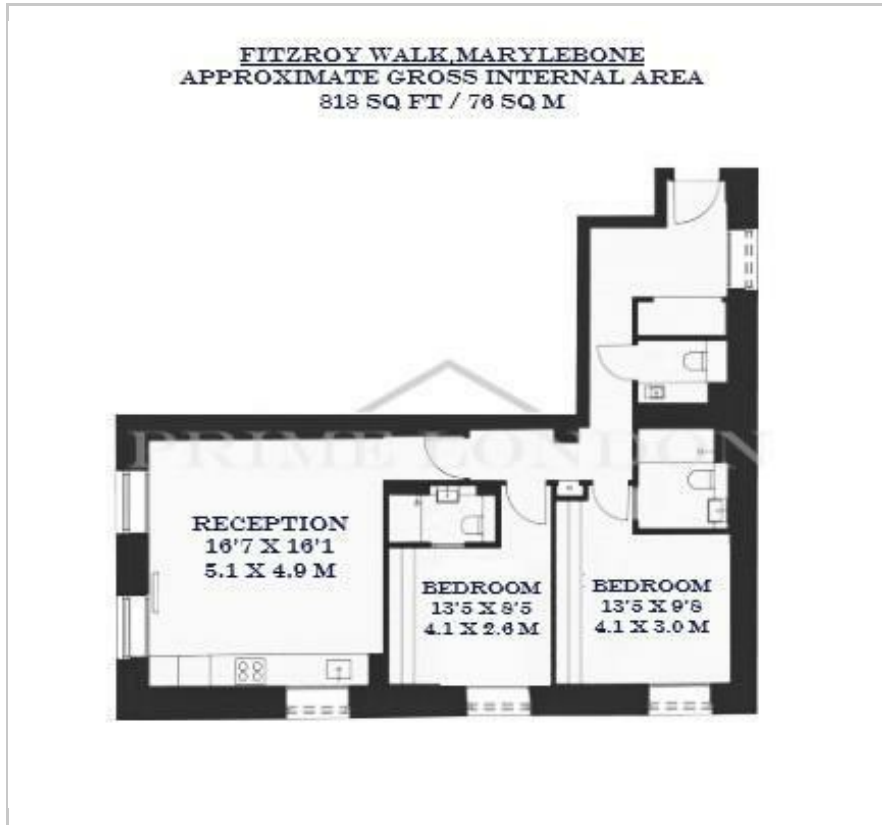 FITZROY WALK,MARYLEBONE
APPROXIMATE GROSS INTERNAL AREA
818 SQ FT / 76 SQ M
PRIME LONDON
RECEPTION
16'7 X 16'1
5.1 X 4.9 M
BEDROOM
13'5 X 8'5
4.1 X 2.6 M
BEDROOM
13'5 X 9'8
4.1 X 3.0 M